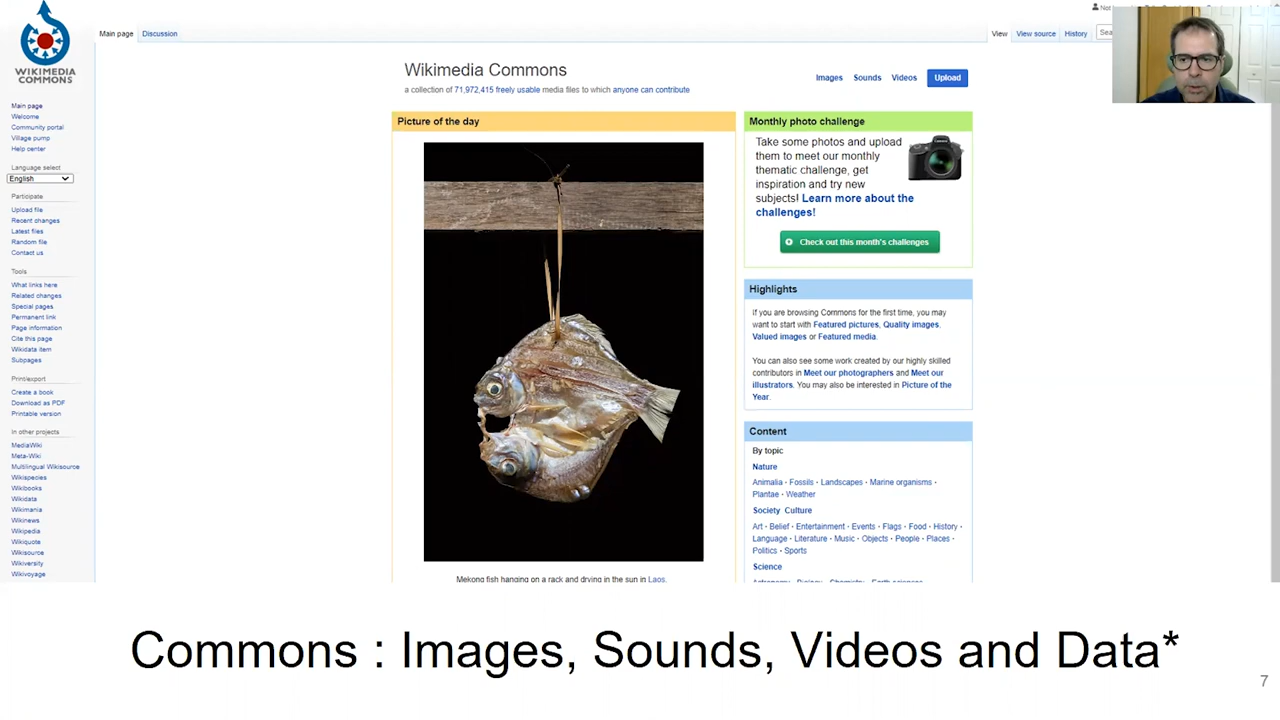 Not
WIKIMEDIA
COMMONS
Main page
Discussion
View
View source
History
Sea
Main page
Welcome
Community portal
Village pump
Help center
Language select
English
Participate
Upload file
Recent changes
Latest files
Random file
Contact us
Tools
What links here
Related changes
Special pages
Permanent link
Page information
Cite this page
Wikidata item
Subpages
Print/export
Create a book
Download as PDF
Printable version
In other projects
MediaWiki
Meta-Wiki
Multilingual Wikisource
Wikispecies
Wikibooks
Wikidata
Wikimania
Wikinews
Wikipedia
Wikiquote
Wikisource
Wikiversity
Wikivoyage
Wikimedia Commons
a collection of 71,972,415 freely usable media files to which anyone can contribute
Images
Sounds
Videos
Upload
Picture of the day
Mekong fish hanging on a rack and drying in the sun in Laos.
Monthly photo challenge
Take some photos and upload
them to meet our monthly
thematic challenge, get
inspiration and try new
subjects! Learn more about the
challenges!
Check out this month's challenges
Highlights
If you are browsing Commons for the first time, you may
want to start with Featured pictures, Quality images,
Valued images or Featured media.
You can also see some work created by our highly skilled
contributors in Meet our photographers and Meet our
illustrators. You may also be interested in Picture of the
Year.
Content
By topic
Nature
Animalia · Fossils · Landscapes · Marine organisms ·
Plantae · Weather
Society Culture
Art · Belief · Entertainment · Events · Flags · Food · History ·
Language · Literature · Music · Objects · People · Places ·
Politics · Sports
Science
Astronomy · Biology · Chemistry · Earth sciences
Commons : Images, Sounds, Videos and Data*
7